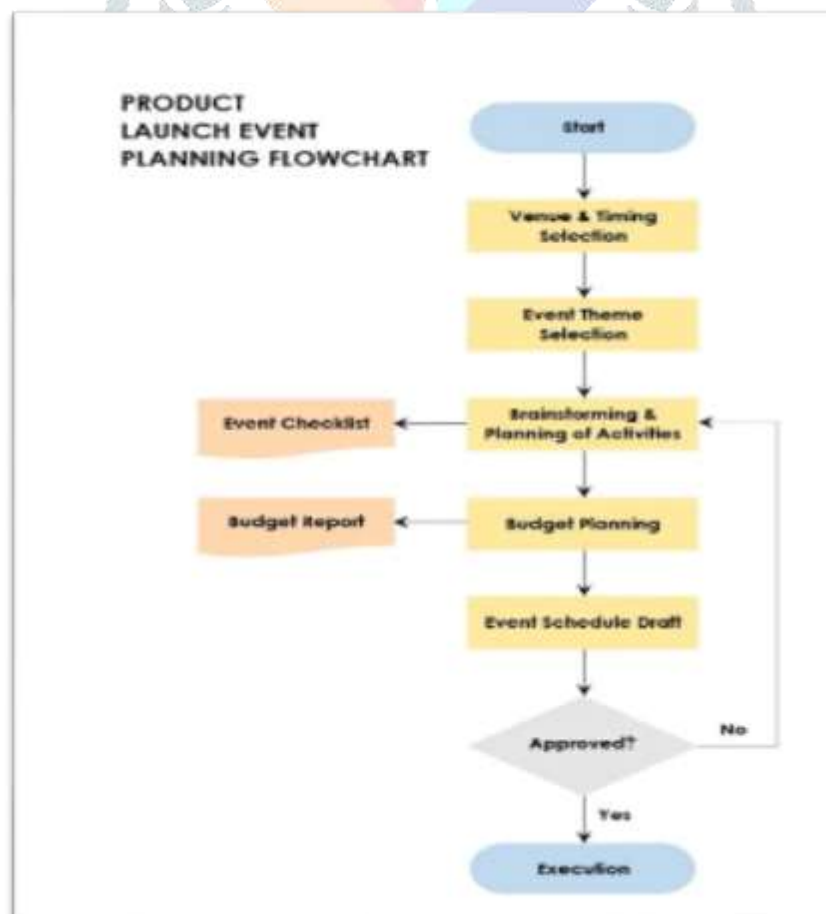 PRODUCT
LAUNCH EVENT
PLANNING FLOWCHART
Start
Venue & Timing
Selection
Event Theme
Selection
Event Checklist
Brainstorming &
Planning of Activities
Budget Report
Budget Planning
Event Schedule Draft
Approved?
No
Yes
Execution